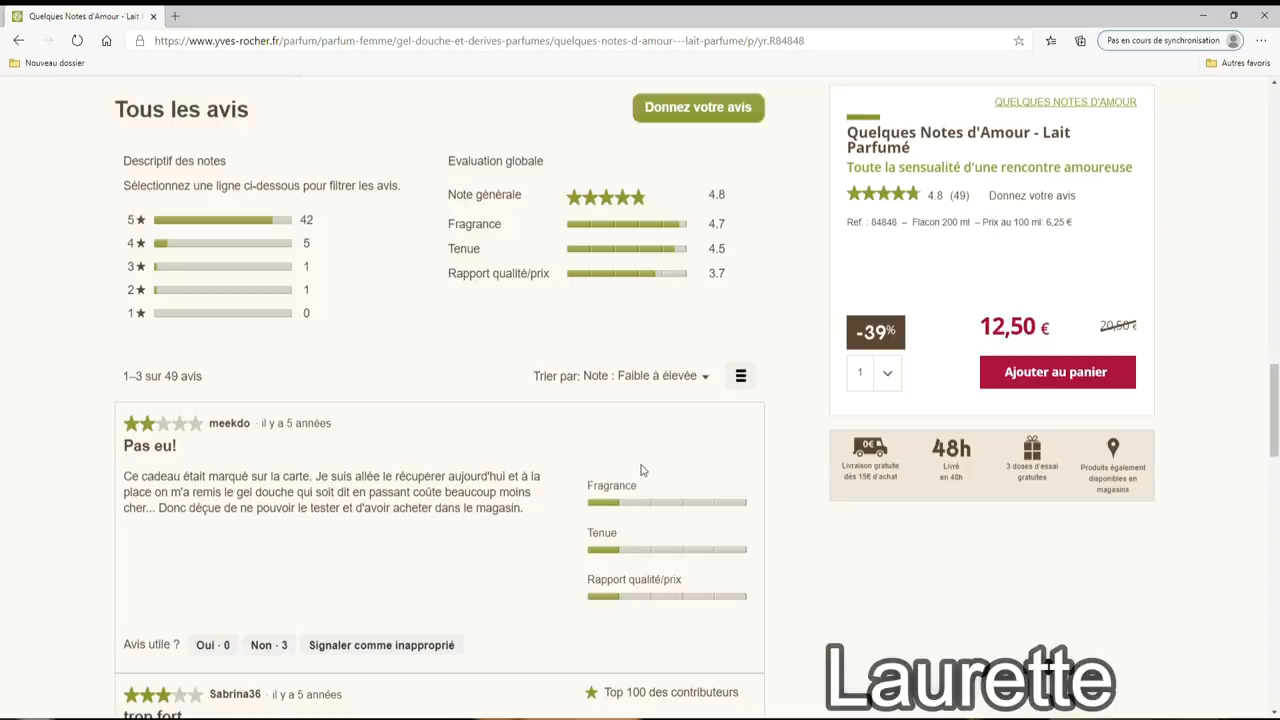 Quelques Notes d'Amour - Lait
https://www.yves-rocher.fr/parfum/parfum-femme/gel-douche-et-derives-parfumes/quelques-notes-d-amour---lait-parfume/p/yr.R84848
Pas en cours de synchronisation
Nouveau dossier
Autres favoris
Tous les avis
Donnez votre avis
Descriptif des notes
Sélectionnez une ligne ci-dessous pour filtrer les avis.
5★ 42
4★ 5
3★ 1
2★ 1
1★ 0
Evaluation globale
Note générale 4.8
Fragrance 4.7
Tenue 4.5
Rapport qualité/prix 3.7
1–3 sur 49 avis
Trier par: Note : Faible à élevée
meekdo · il y a 5 années
Pas eu!
Ce cadeau était marqué sur la carte. Je suis allée le récupérer aujourd'hui et à la
place on m'a remis le gel douche qui soit dit en passant coûte beaucoup moins
cher... Donc déçue de ne pouvoir le tester et d'avoir acheter dans le magasin.
Fragrance
Tenue
Rapport qualité/prix
Avis utile ? Oui · 0 Non · 3 Signaler comme inapproprié
Sabrina36 · il y a 5 années
★ Top 100 des contributeurs
trop fort
QUELQUES NOTES D'AMOUR
Quelques Notes d'Amour - Lait
Parfumé
Toute la sensualité d'une rencontre amoureuse
4.8 (49) Donnez votre avis
Ref. : 84848 – Flacon 200 ml – Prix au 100 ml: 6,25 €
-39%
12,50 €
20,50 €
1
Ajouter au panier
0€
Livraison gratuite
dès 15€ d'achat
48h
Livré
en 48h
3 doses d'essai
gratuites
Produits également
disponibles en
magasins
Laurette